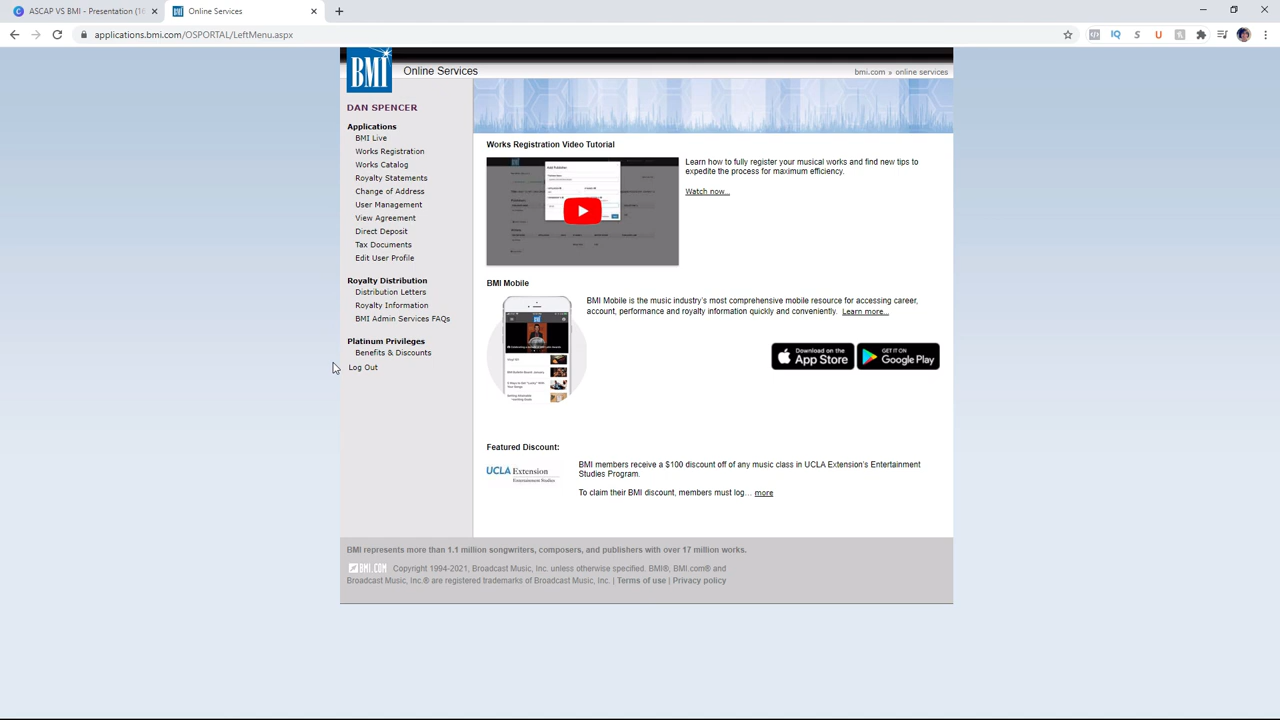 ASCAP VS BMI - Presentation (16
Online Services
applications.bmi.com/OSPORTAL/LeftMenu.aspx
BMI
Online Services
bmi.com » online services
DAN SPENCER
Applications
BMI Live
Works Registration
Works Catalog
Royalty Statements
Change of Address
User Management
View Agreement
Direct Deposit
Tax Documents
Edit User Profile
Royalty Distribution
Distribution Letters
Royalty Information
BMI Admin Services FAQs
Platinum Privileges
Benefits & Discounts
Log Out
Works Registration Video Tutorial
Learn how to fully register your musical works and find new tips to
expedite the process for maximum efficiency.
Watch now...
BMI Mobile
BMI Mobile is the music industry's most comprehensive mobile resource for accessing career,
account, performance and royalty information quickly and conveniently. Learn more...
Download on the
App Store
GET IT ON
Google Play
Featured Discount:
UCLA Extension
Entertainment Studies
BMI members receive a $100 discount off of any music class in UCLA Extension's Entertainment
Studies Program.
To claim their BMI discount, members must log... more
BMI represents more than 1.1 million songwriters, composers, and publishers with over 17 million works.
BMI.COM Copyright 1994-2021, Broadcast Music, Inc. unless otherwise specified. BMI®, BMI.com® and
Broadcast Music, Inc.® are registered trademarks of Broadcast Music, Inc. | Terms of use | Privacy policy